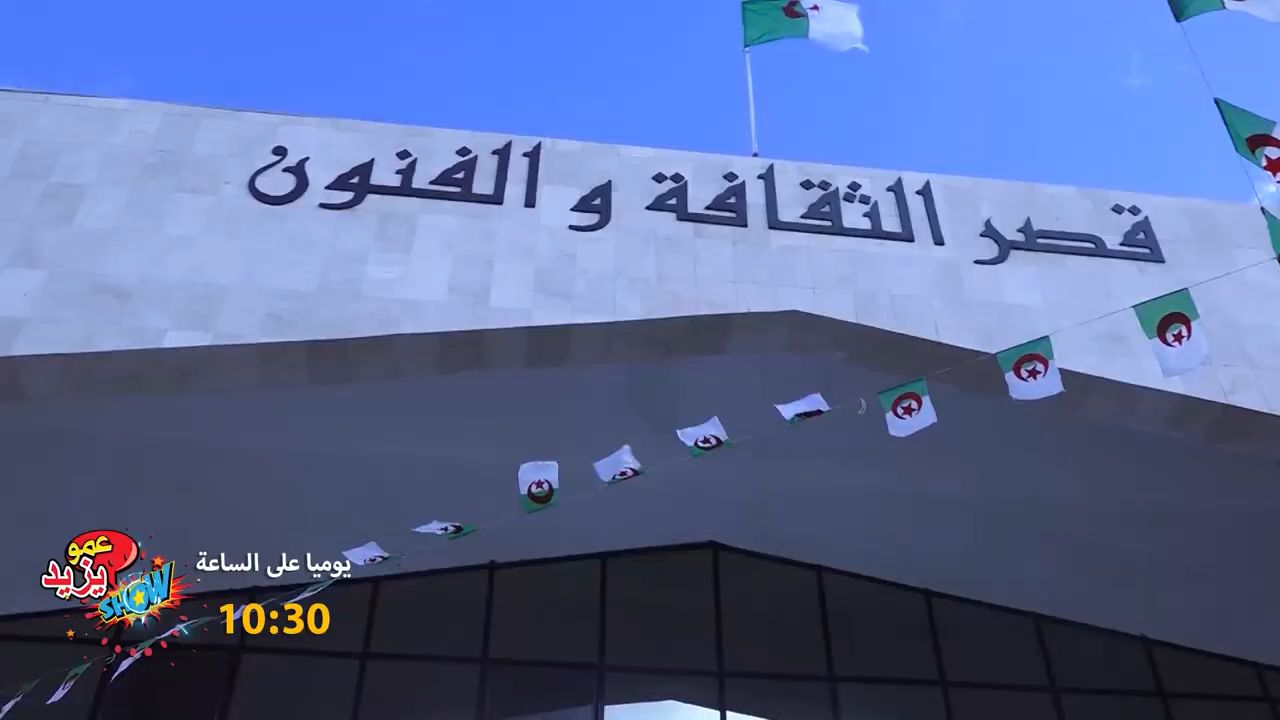 قصر الثقافة و الفنون
عمو
يزيد
SHOW
يوميا على الساعة
10:30